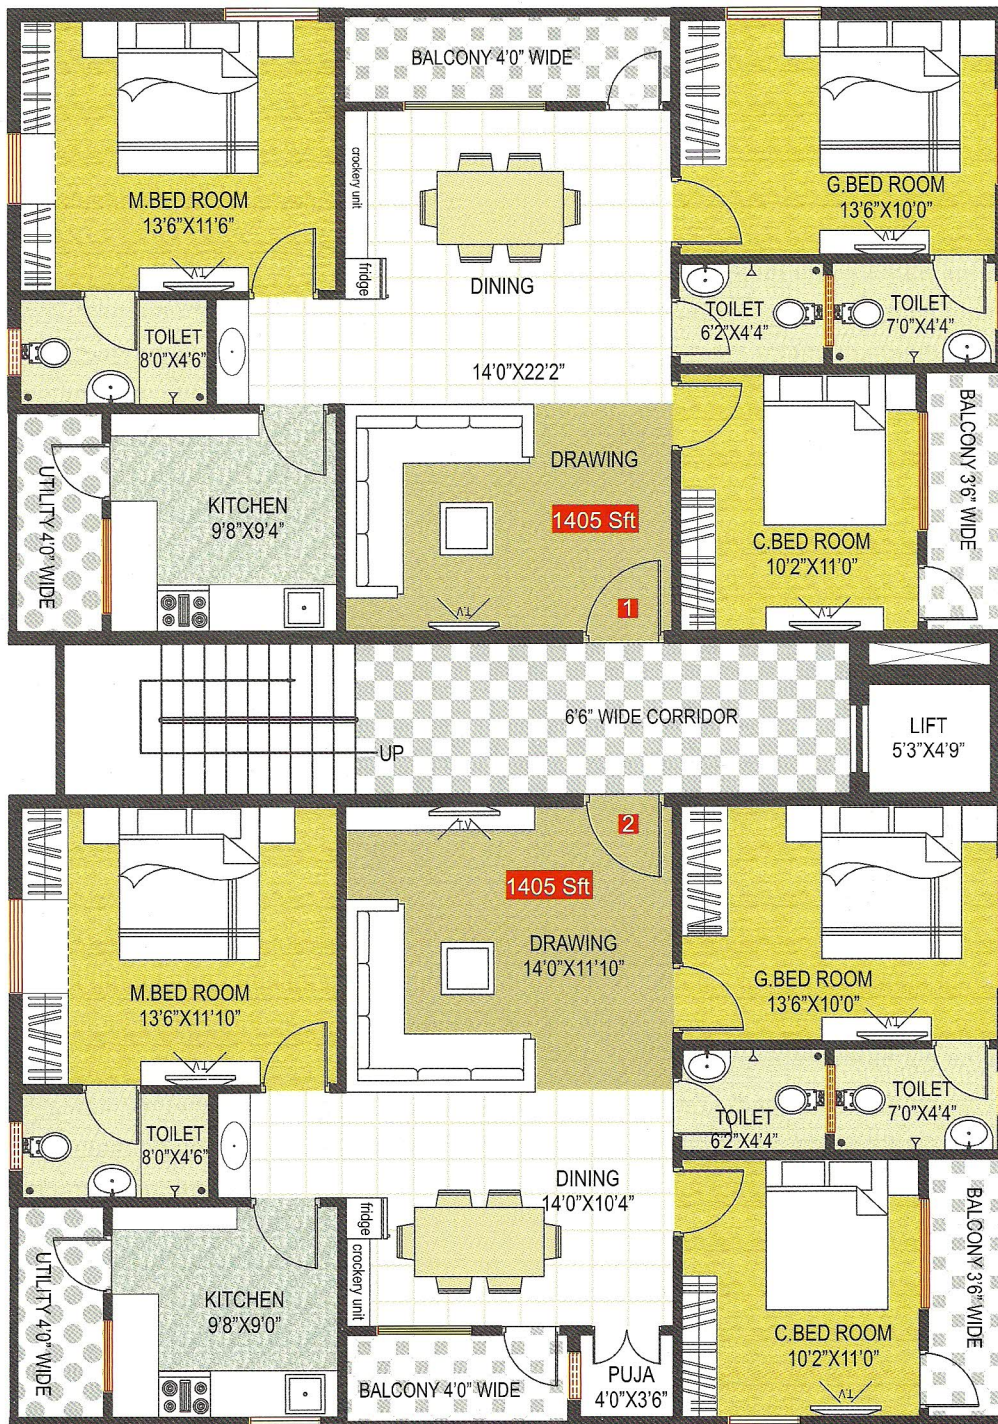 BALCONY 4'0" WIDE
M.BED ROOM
13'6"X11'6"
T.V
crockery unit
fridge
DINING
14'0"X22'2"
G.BED ROOM
13'6"X10'0"
T.V
TOILET
6'2"X4'4"
TOILET
7'0"X4'4"
TOILET
8'0"X4'6"
UTILITY 4'0" WIDE
KITCHEN
9'8"X9'4"
DRAWING
1405 Sft
T.V
1
C.BED ROOM
10'2"X11'0"
T.V
BALCONY 3'6" WIDE
6'6" WIDE CORRIDOR
UP
LIFT
5'3"X4'9"
M.BED ROOM
13'6"X11'10"
T.V
T.V
2
1405 Sft
DRAWING
14'0"X11'10"
G.BED ROOM
13'6"X10'0"
T.V
TOILET
8'0"X4'6"
TOILET
6'2"X4'4"
TOILET
7'0"X4'4"
DINING
14'0"X10'4"
fridge
crockery unit
UTILITY 4'0" WIDE
KITCHEN
9'8"X9'0"
BALCONY 4'0" WIDE
PUJA
4'0"X3'6"
C.BED ROOM
10'2"X11'0"
T.V
BALCONY 3'6" WIDE